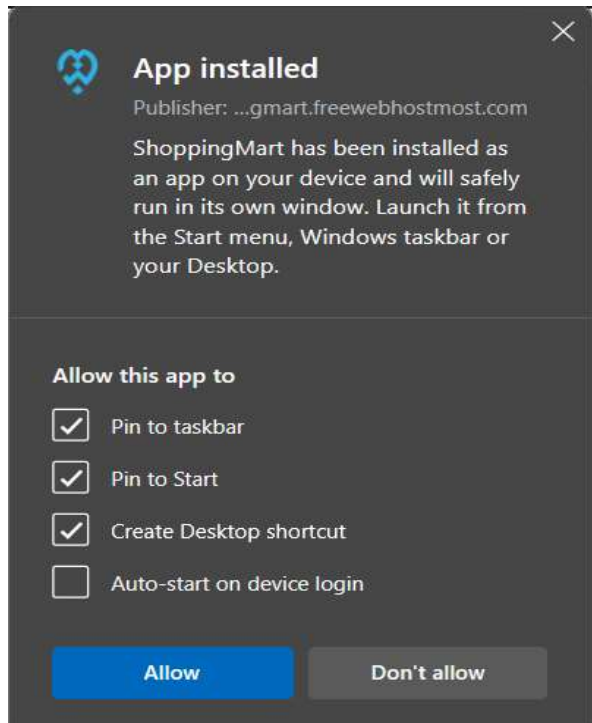 App installed
Publisher: ...gmart.freewebhostmost.com
ShoppingMart has been installed as
an app on your device and will safely
run in its own window. Launch it from
the Start menu, Windows taskbar or
your Desktop.
Allow this app to
Pin to taskbar
Pin to Start
Create Desktop shortcut
Auto-start on device login
Allow
Don't allow